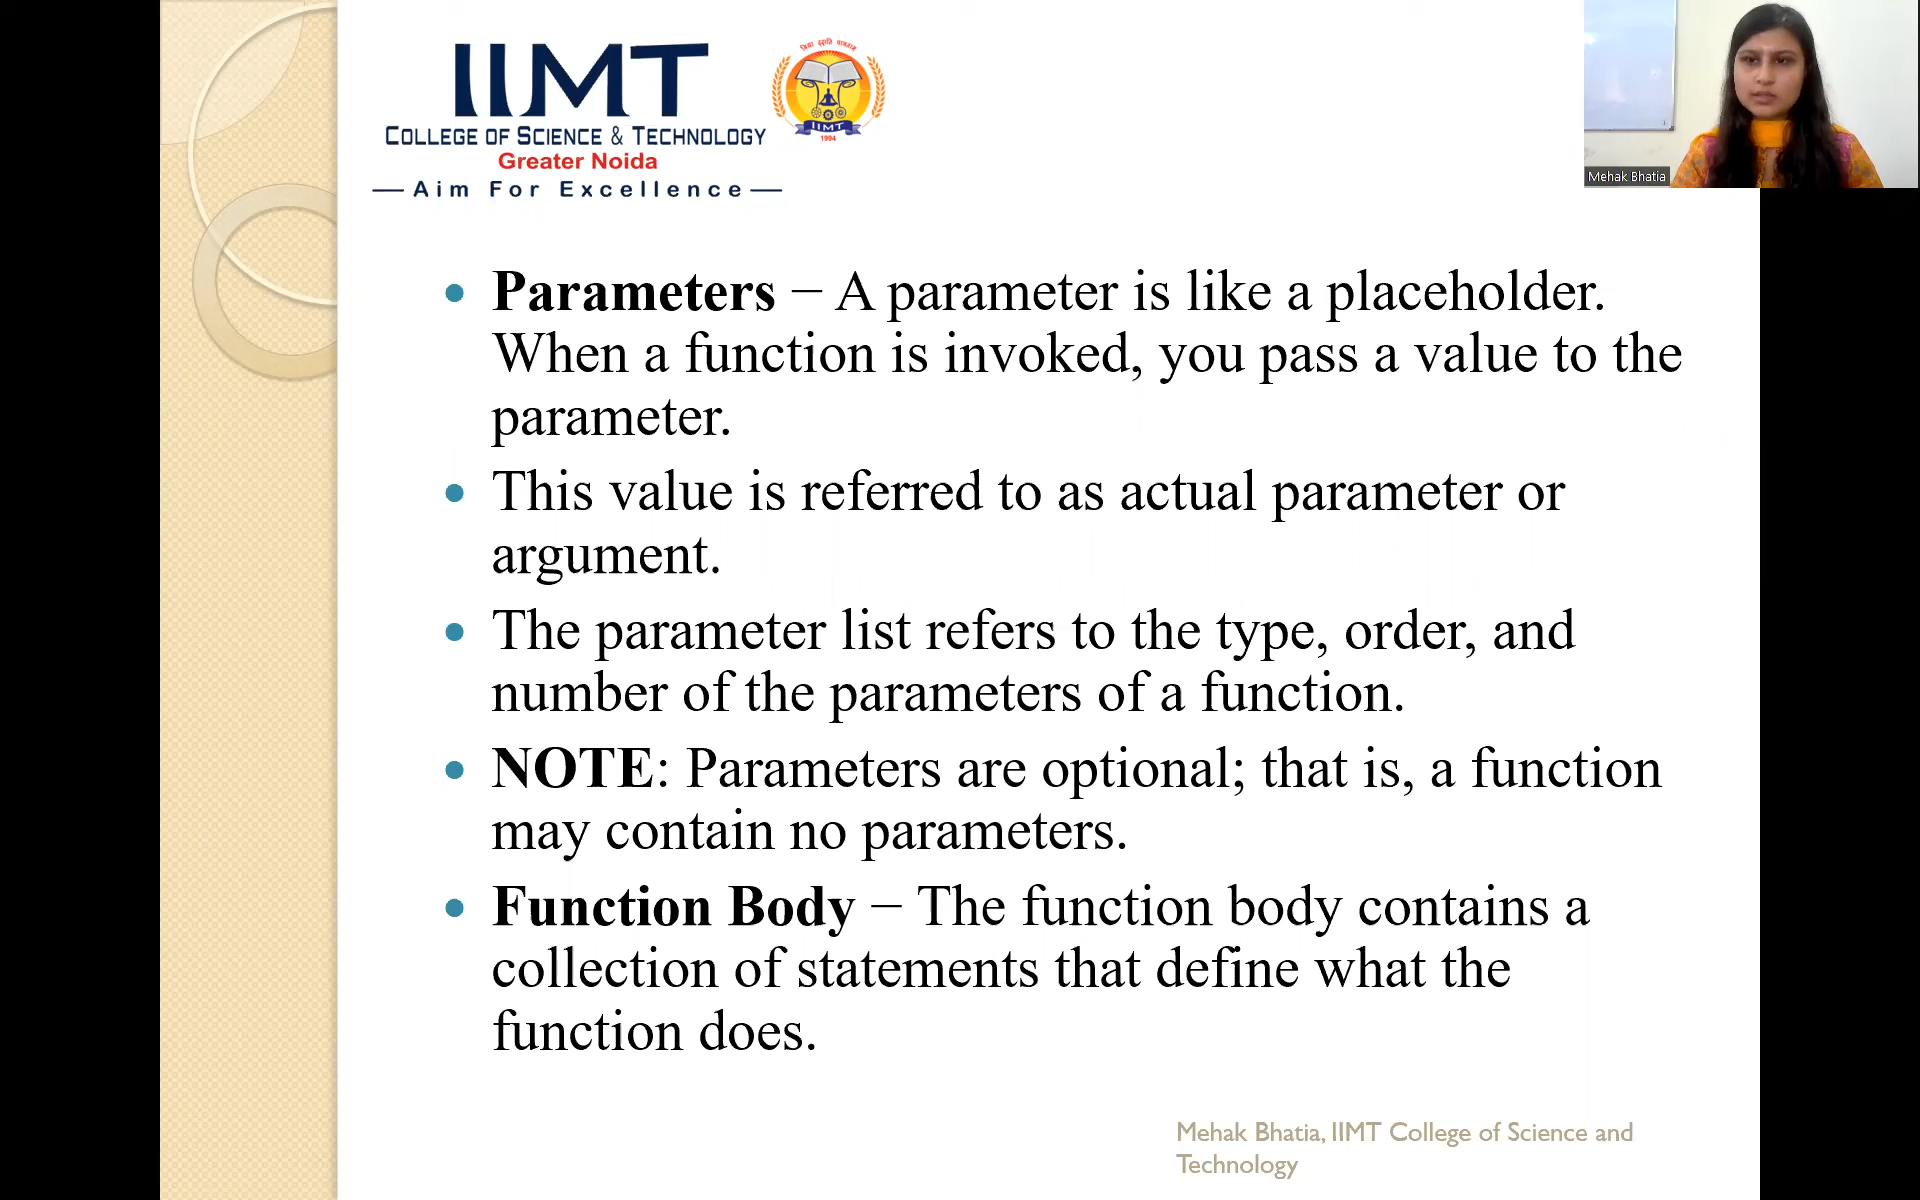 IIMT
COLLEGE OF SCIENCE & TECHNOLOGY
Greater Noida
Aim For Excellence
IIMT
1994
Mehak Bhatia
• Parameters − A parameter is like a placeholder.
When a function is invoked, you pass a value to the
parameter.
• This value is referred to as actual parameter or
argument.
• The parameter list refers to the type, order, and
number of the parameters of a function.
• NOTE: Parameters are optional; that is, a function
may contain no parameters.
• Function Body − The function body contains a
collection of statements that define what the
function does.
Mehak Bhatia, IIMT College of Science and
Technology